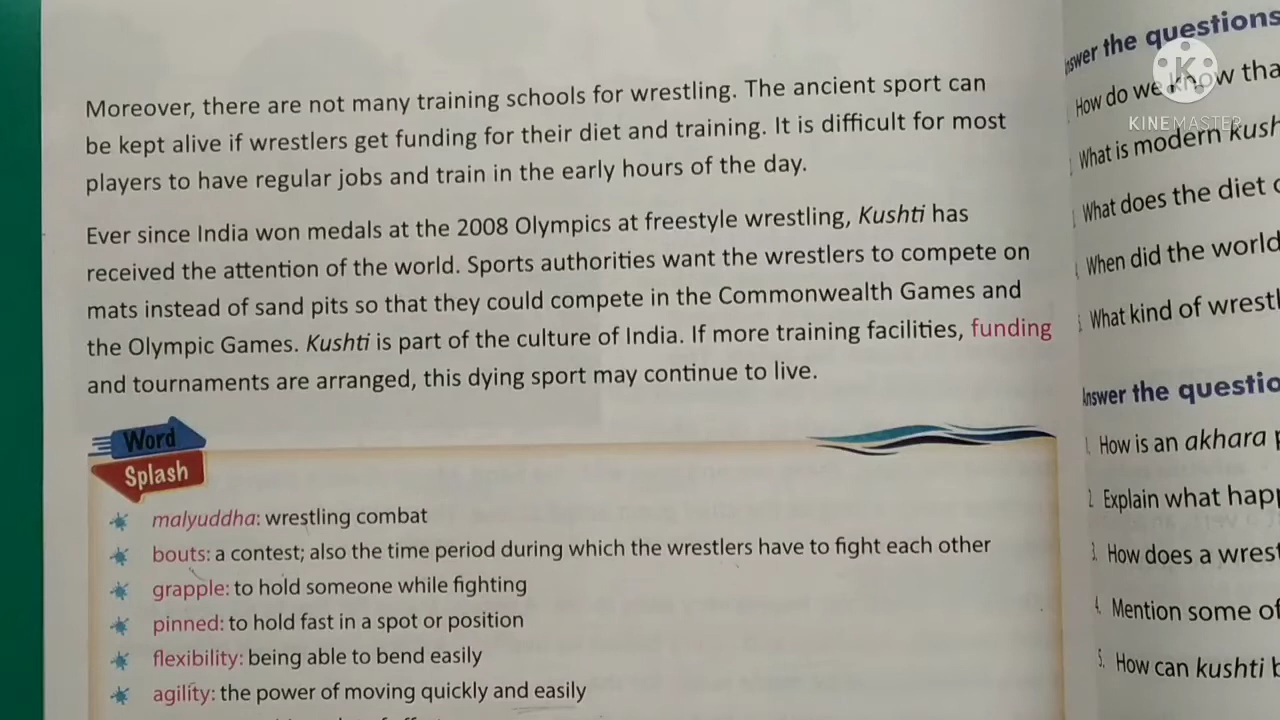 Moreover, there are not many training schools for wrestling. The ancient sport can
be kept alive if wrestlers get funding for their diet and training. It is difficult for most
players to have regular jobs and train in the early hours of the day.
Ever since India won medals at the 2008 Olympics at freestyle wrestling, Kushti has
received the attention of the world. Sports authorities want the wrestlers to compete on
mats instead of sand pits so that they could compete in the Commonwealth Games and
the Olympic Games. Kushti is part of the culture of India. If more training facilities, funding
and tournaments are arranged, this dying sport may continue to live.
Word
Splash
malyuddha: wrestling combat
bouts: a contest; also the time period during which the wrestlers have to fight each other
grapple: to hold someone while fighting
pinned: to hold fast in a spot or position
flexibility: being able to bend easily
agility: the power of moving quickly and easily
the questions
How do we know
What is modern
What does the diet
When did the world
What kind of
the
1. How is an akhara
2. Explain what
3. How does a
4. Mention some
5. How can kushti
K
KINEMASTER